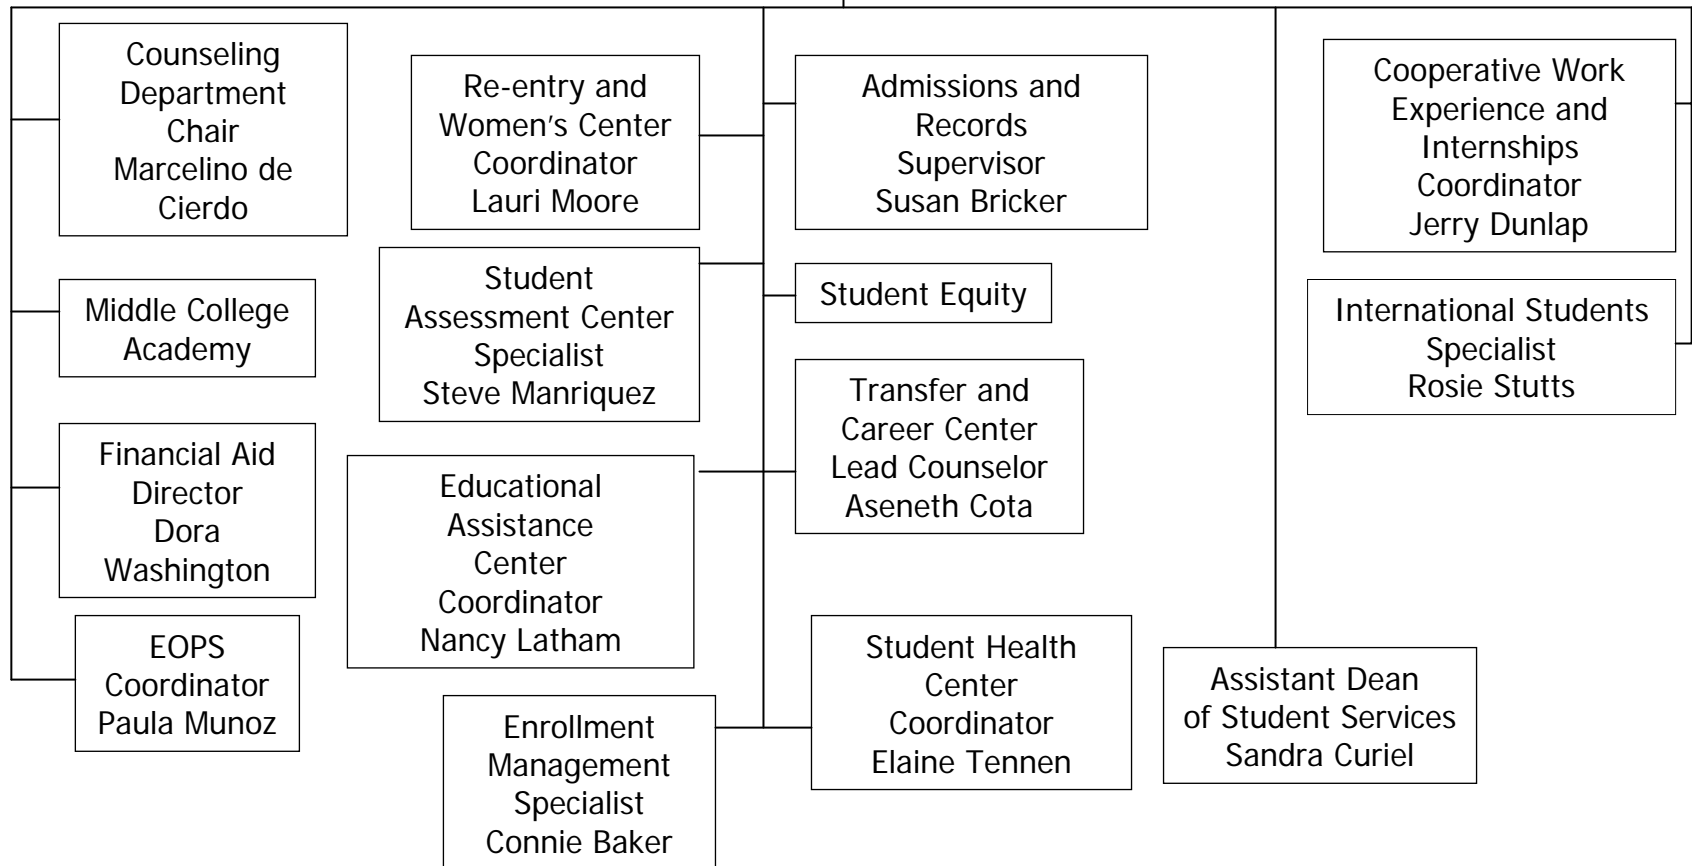 Counseling
Department
Chair
Marcelino de
Cierdo
Re-entry and
Women's Center
Coordinator
Lauri Moore
Admissions and
Records
Supervisor
Susan Bricker
Cooperative Work
Experience and
Internships
Coordinator
Jerry Dunlap
Middle College
Academy
Student
Assessment Center
Specialist
Steve Manriquez
Student Equity
International Students
Specialist
Rosie Stutts
Transfer and
Career Center
Lead Counselor
Aseneth Cota
Financial Aid
Director
Dora
Washington
Educational
Assistance
Center
Coordinator
Nancy Latham
EOPS
Coordinator
Paula Munoz
Student Health
Center
Coordinator
Elaine Tennen
Assistant Dean
of Student Services
Sandra Curiel
Enrollment
Management
Specialist
Connie Baker